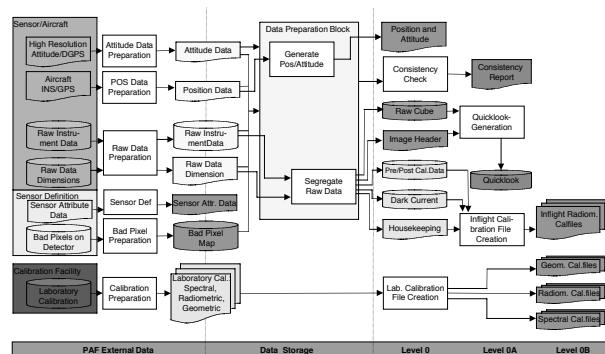 Sensor/Aircraft
High Resolution
Attitude/DGPS
Attitude Data
Preparation
Attitude Data
Data Preparation Block
Generate
Pos/Attitude
Position and
Attitude
Aircraft
INS/GPS
POS Data
Preparation
Position Data
Consistency
Check
Consistency
Report
Raw Instru-
ment Data
Raw Data
Dimensions
Raw Data
Preparation
Raw Instru-
mentData
Raw Data
Dimension
Segregate
Raw Data
Raw Cube
Image Header
Quicklook-
Generation
Pre/Post Cal.Data
Quicklook
Dark Current
Housekeeping
Inflight Cali-
bration File
Creation
Inflight Radiom.
Calfiles
Sensor Definition
Sensor Attribute
Data
Sensor Def
Sensor Attr. Data
Bad Pixels on
Detector
Bad Pixel
Preparation
Bad Pixel
Map
Calibration Facility
Laboratory
Calibration
Calibration
Preparation
Laboratory Cal.
Spectral,
Radiometric,
Geometric
Lab. Calibration
File Creation
Geom. Cal.files
Radiom. Cal.files
Spectral Cal.files
PAF External Data
Data Storage
Level 0
Level 0A
Level 0B